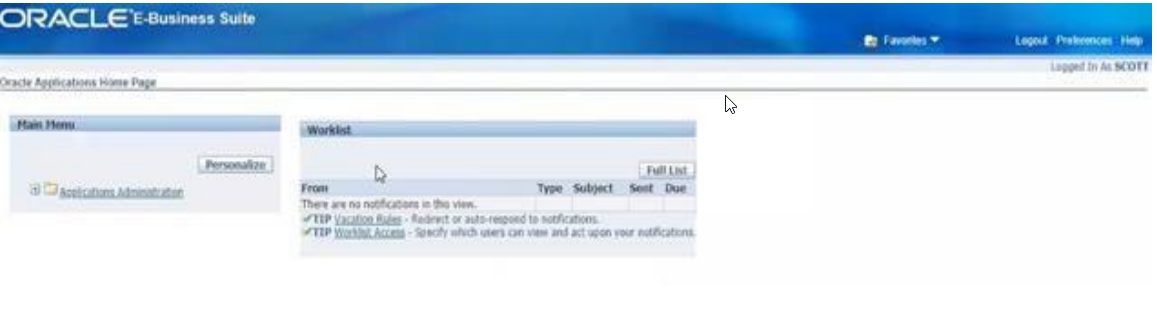 ORACLE E-Business Suite
Favorites Logout Preferences Help
Logged In As SCOTT
Oracle Applications Home Page
Main Menu
Personalize
Applications Administration
Worklist
Full List
From Type Subject Sent Due
There are no notifications in this view.
TIP Vacation Rules - Redirect or auto-respond to notifications.
TIP Worklist Access - Specify which users can view and act upon your notifications.